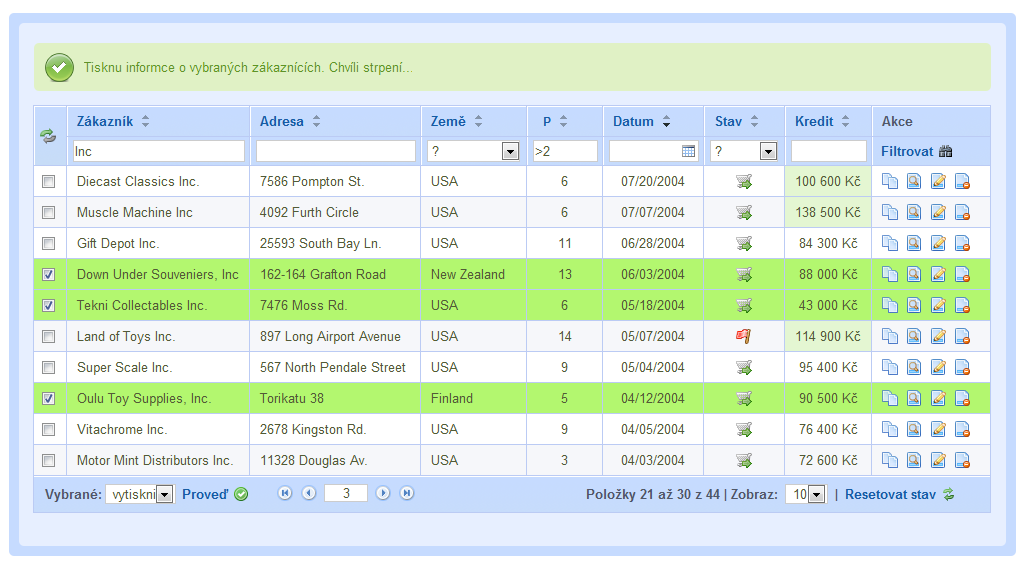 Tisknu informce o vybraných zákaznících. Chvíli strpení...
Zákazník Adresa Země P Datum Stav Kredit Akce
Inc ? >2 ? Filtrovat
Diecast Classics Inc. 7586 Pompton St. USA 6 07/20/2004 100 600 Kč
Muscle Machine Inc 4092 Furth Circle USA 6 07/07/2004 138 500 Kč
Gift Depot Inc. 25593 South Bay Ln. USA 11 06/28/2004 84 300 Kč
Down Under Souveniers, Inc 162-164 Grafton Road New Zealand 13 06/03/2004 88 000 Kč
Tekni Collectables Inc. 7476 Moss Rd. USA 6 05/18/2004 43 000 Kč
Land of Toys Inc. 897 Long Airport Avenue USA 14 05/07/2004 114 900 Kč
Super Scale Inc. 567 North Pendale Street USA 9 05/04/2004 95 400 Kč
Oulu Toy Supplies, Inc. Torikatu 38 Finland 5 04/12/2004 90 500 Kč
Vitachrome Inc. 2678 Kingston Rd. USA 9 04/05/2004 76 400 Kč
Motor Mint Distributors Inc. 11328 Douglas Av. USA 3 04/03/2004 72 600 Kč
Vybrané: vytiskni Proveď 3 Položky 21 až 30 z 44 | Zobraz: 10 | Resetovat stav